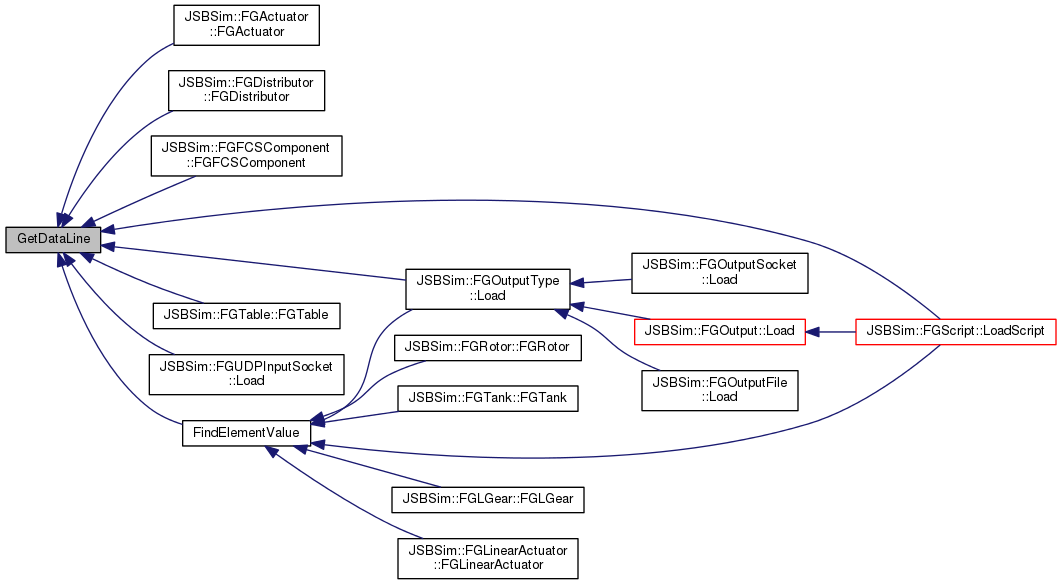 JSBSim::FGActuator
::FGActuator
JSBSim::FGDistributor
::FGDistributor
JSBSim::FGFCSComponent
::FGFCSComponent
GetDataLine
JSBSim::FGOutputType
::Load
JSBSim::FGOutputSocket
::Load
JSBSim::FGTable::FGTable
JSBSim::FGOutput::Load
JSBSim::FGScript::LoadScript
JSBSim::FGRotor::FGRotor
JSBSim::FGUDPInputSocket
::Load
JSBSim::FGOutputFile
::Load
JSBSim::FGTank::FGTank
FindElementValue
JSBSim::FGLGear::FGLGear
JSBSim::FGLinearActuator
::FGLinearActuator